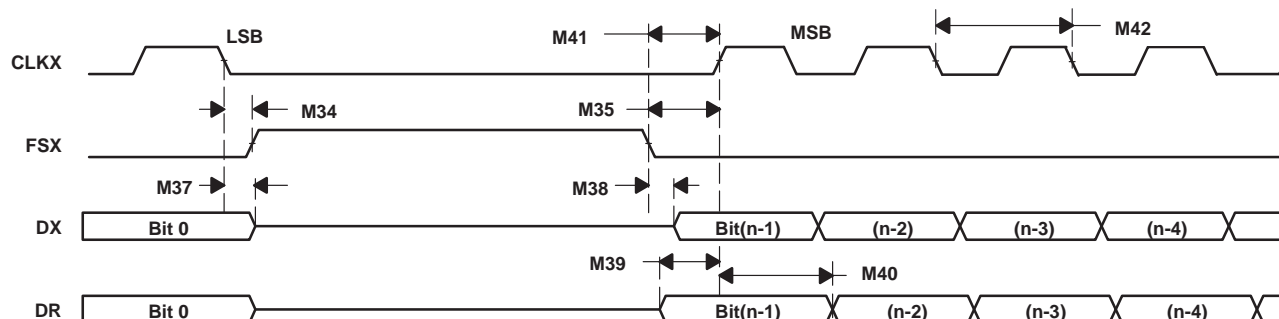 LSB
M41
MSB
M42
CLKX
M34
M35
FSX
M37
M38
DX
Bit 0
Bit(n-1)
(n-2)
(n-3)
(n-4)
M39
M40
DR
Bit 0
Bit(n-1)
(n-2)
(n-3)
(n-4)